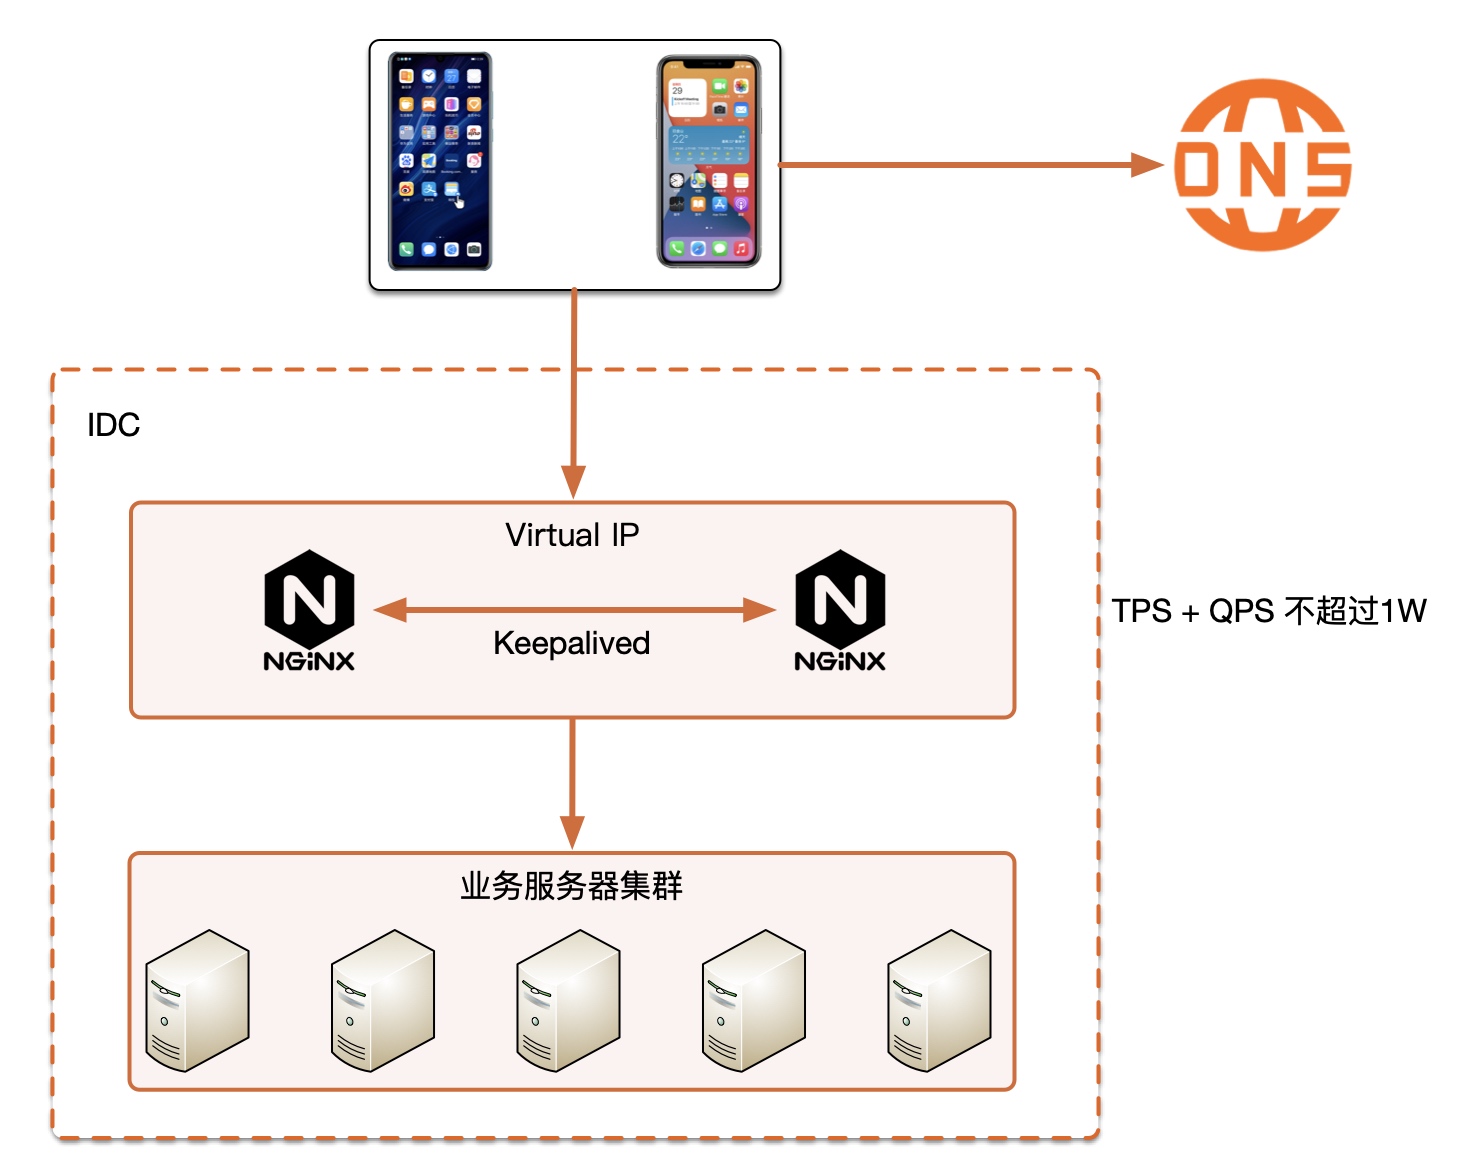 DNS
IDC
Virtual IP
NGiNX
Keepalived
NGiNX
TPS + QPS 不超过1W
业务服务器集群